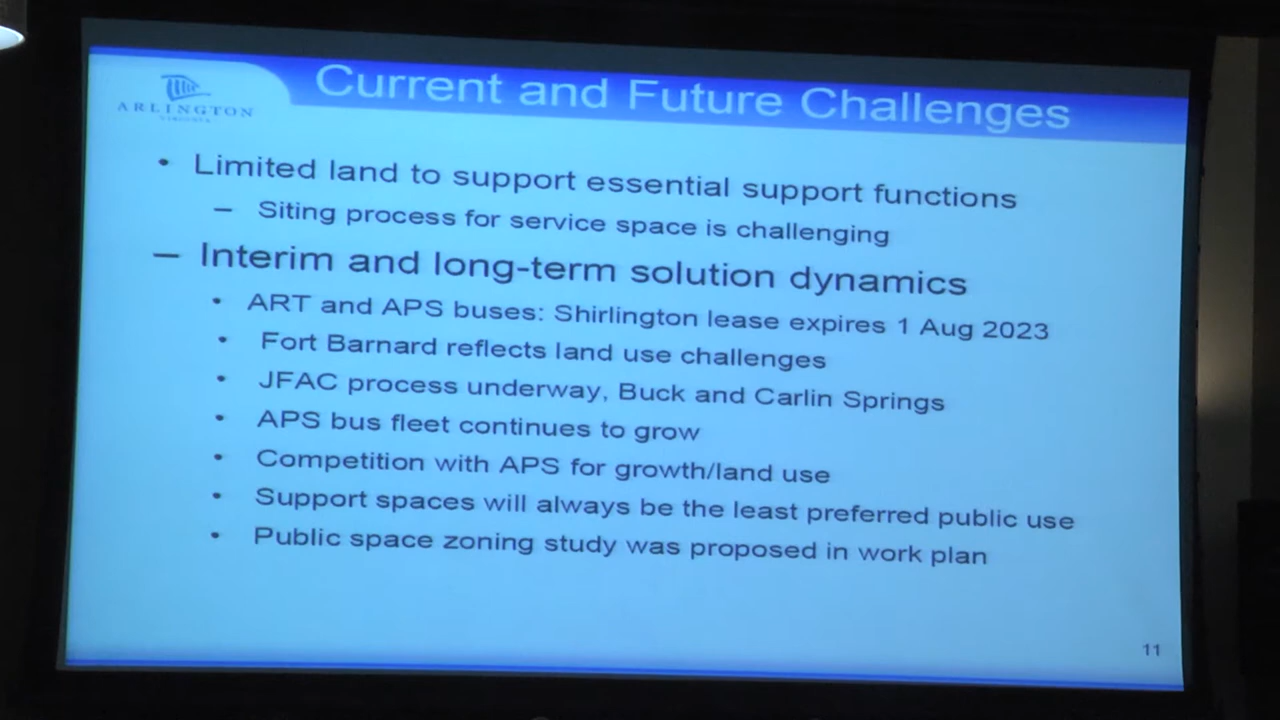 ARLINGTON
VIRGINIA
Current and Future Challenges
• Limited land to support essential support functions
– Siting process for service space is challenging
– Interim and long-term solution dynamics
• ART and APS buses: Shirlington lease expires 1 Aug 2023
• Fort Barnard reflects land use challenges
• JFAC process underway, Buck and Carlin Springs
• APS bus fleet continues to grow
• Competition with APS for growth/land use
• Support spaces will always be the least preferred public use
• Public space zoning study was proposed in work plan
11